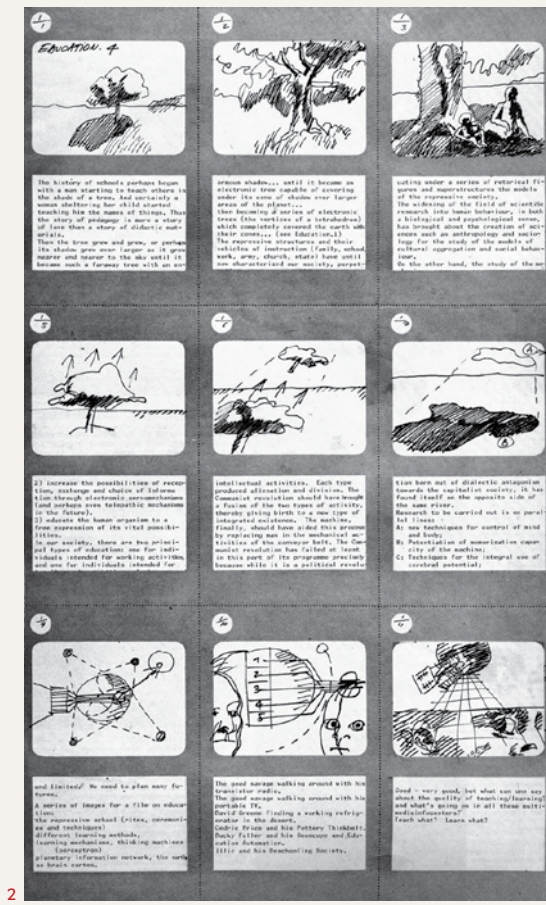 1/1
1/2
1/3
EDUCATION. 4
The history of schools perhaps began
with a man starting to teach others in
the shade of a tree. And certainly a
woman sheltering her child started
teaching him the names of things. Thus
the story of pedagogy is more a story
of love than a story of didactic mat-
erials.
Then the tree grew and grew, or perhaps
its shadow grew ever larger as it grew
nearer and nearer to the sky until it
became such a faraway tree with an en-
ormous shadow... until it became an
electronic tree capable of covering
under its cone of shadow ever larger
areas of the planet...
then becoming a series of electronic
trees (the vertices of a tetrahedron)
which completely covered the earth with
their cones... (see Education,1)
The repressive structures and their
vehicles of instruction (family, school
work, army, church, state) have until
now characterized our society, perpet-
uating under a series of retorical fi-
gures and superstructures the models
of the repressive society.
The widening of the field of scientific
research into human behaviour, in both
a biological and psychological sense,
has brought about the creation of sci-
ences such as anthropology and socio-
logy for the study of the models of
cultural aggregation and social behav-
iour.
On the other hand, the study of the
1/5
1/6
A
A
2) increase the possibilities of recep-
tion, exchange and choice of informa
tion through electronic servomechanisms
(and perhaps even telepathic mechanisms
in the future).
3) educate the human organism to a
free expression of its vital possibi-
lities.
In our society, there are two princi-
pal types of education: one for indi-
viduals intended for working activities
and one for individuals intended for
intellectual activities. Each type
produced alienation and division. The
Communist revolution should have brought
a fusion of the two types of activity,
thereby giving birth to a new type of
integrated existence. The machine,
finally, should have aided this process
by replacing man in the mechanical ac-
tivities of the conveyor belt. The Com-
munist revolution has failed at least
in this part of its programme precisely
because while it is a political revolu
tion born out of dialectic antagonism
towards the capitalist society, it has
found itself on the opposite side of
the same river.
Research to be carried out is on paral-
lel lines -
A: new techniques for control of mind
and body;
B: Potentiation of memorization capa-
city of the machine;
C: Techniques for the integral use of
cerebral potential;
1
2
3
4
5
and limited? We need to plan many fu-
tures.
A series of images for a film on educa-
tion:
the repressive school (rites, ceremoni-
es and techniques)
different learning methods,
learning mechanisms, thinking machines
(perceptron)
planetary information network, the earth
as brain cortex.
The good savage walking around with his
transistor radio.
The good savage walking around with his
portable TV.
David Greene finding a working refrig-
erator in the desert.
Cedric Price and his Pottery Thinkbelt.
Bucky Fuller and his Geoscope and Edu-
cation Automation.
Illic and his Deschooling Society.
Good - very good, but what can one say
about the quality of teaching/learning?
and what's going on in all these multi-
Teach what? Learn what?
2